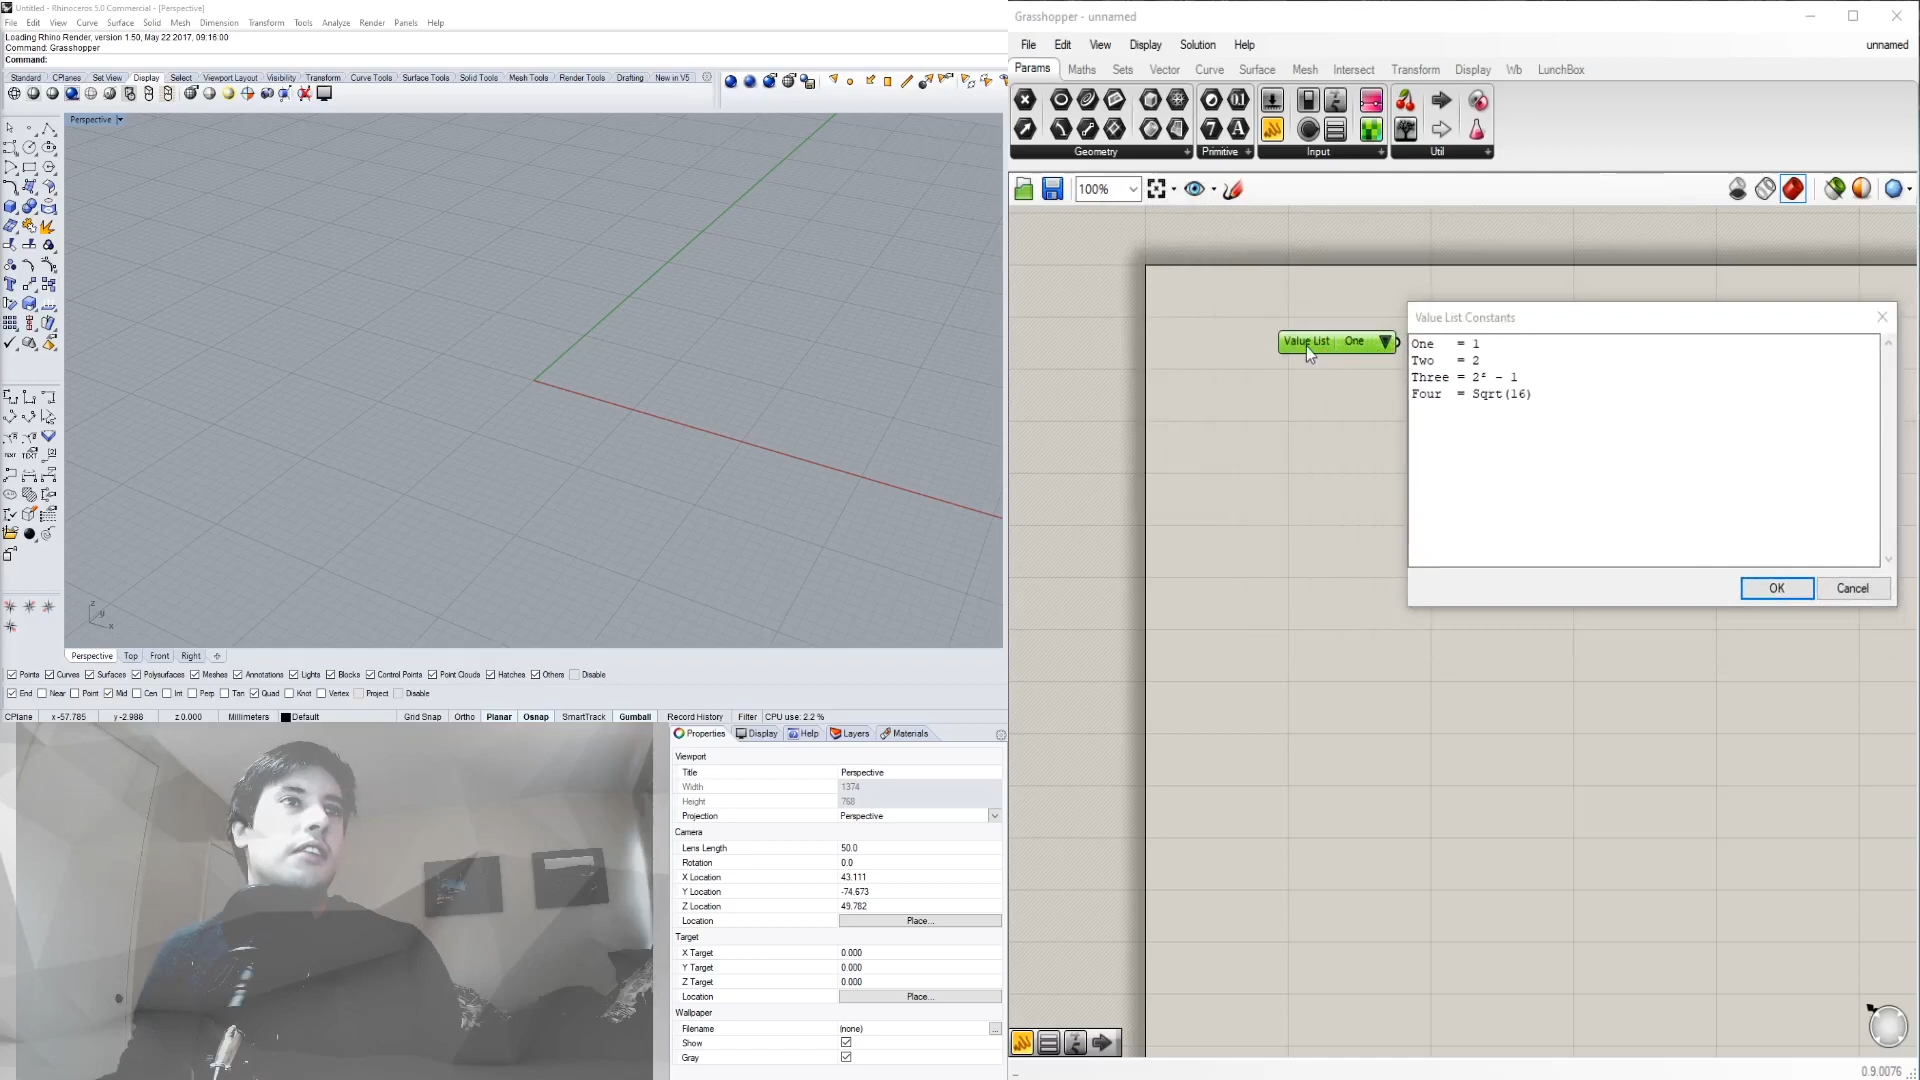 Untitled - Rhinoceros 5.0 Commercial - [Perspective]
File Edit View Curve Surface Solid Mesh Dimension Transform Tools Analyze Render Panels Help
Loading Rhino Render, version 1.50, May 22 2017, 09:16:00
Command: Grasshopper
Command:
Standard CPlanes Set View Display Select Viewport Layout Visibility Transform Curve Tools Surface Tools Solid Tools Mesh Tools Render Tools Drafting New in V5
Perspective
z
y
x
Perspective Top Front Right
Points Curves Surfaces Polysurfaces Meshes Annotations Lights Blocks Control Points Point Clouds Hatches Others Disable
End Near Point Mid Cen Int Perp Tan Quad Knot Vertex Project Disable
CPlane x -57.785 y -2.988 z 0.000 Millimeters Default Grid Snap Ortho Planar Osnap SmartTrack Gumball Record History Filter CPU use: 2.2 %
Properties Display Help Layers Materials
Viewport
Title Perspective
Width 1374
Height 768
Projection Perspective
Camera
Lens Length 50.0
Rotation 0.0
X Location 43.111
Y Location -74.673
Z Location 49.782
Location Place...
Target
X Target 0.000
Y Target 0.000
Z Target 0.000
Location Place...
Wallpaper
Filename (none) ...
Show
Gray
Grasshopper - unnamed
File Edit View Display Solution Help unnamed
Params Maths Sets Vector Curve Surface Mesh Intersect Transform Display Wb LunchBox
Geometry Primitive Input Util
100%
Value List One
Value List Constants
One = 1
Two = 2
Three = 2² - 1
Four = Sqrt(16)
OK Cancel
0.9.0076